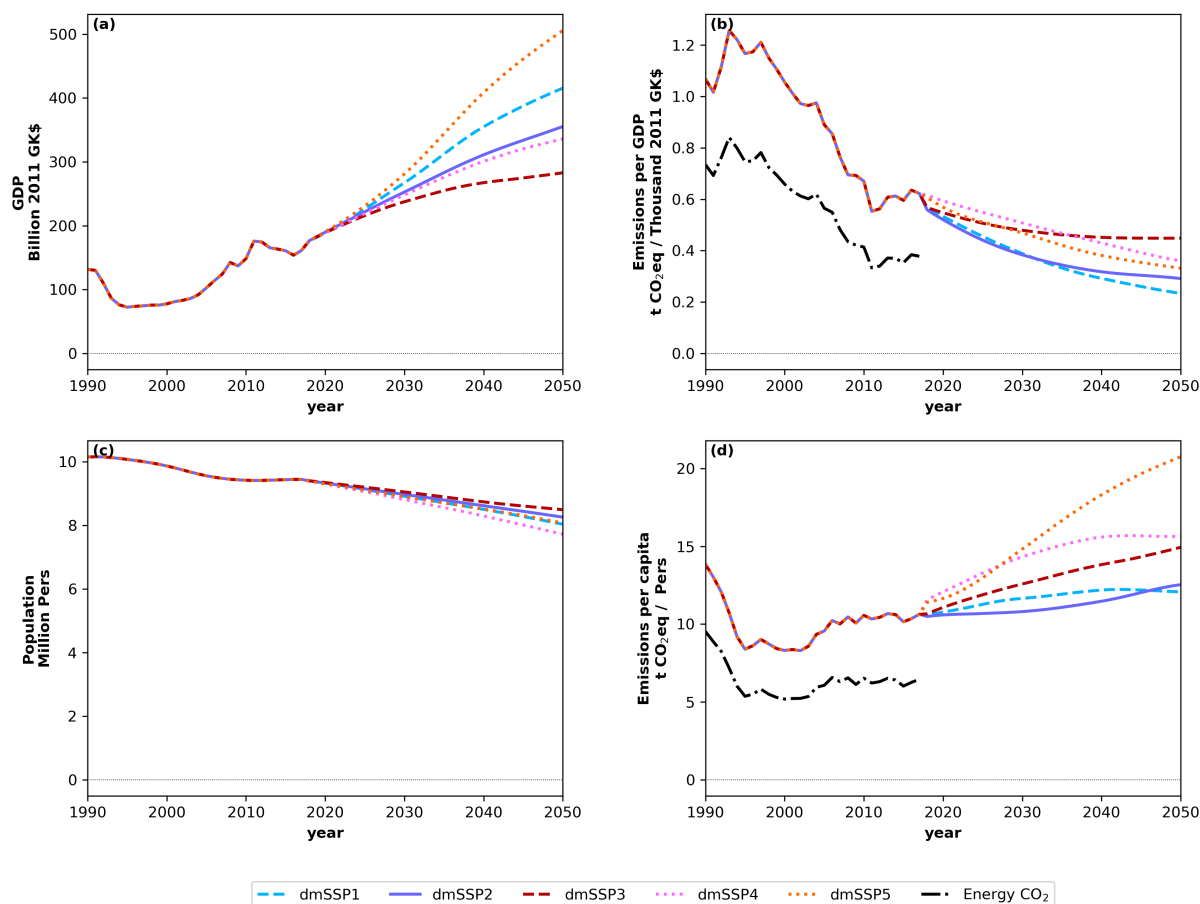 (a)
500
400
300
200
100
0
GDP
Billion 2011 GK$
1990 2000 2010 2020 2030 2040 2050
year
(b)
1.2
1.0
0.8
0.6
0.4
0.2
0.0
Emissions per GDP
t CO₂eq / Thousand 2011 GK$
1990 2000 2010 2020 2030 2040 2050
year
(c)
10
8
6
4
2
0
Population
Million Pers
1990 2000 2010 2020 2030 2040 2050
year
(d)
20
15
10
5
0
Emissions per capita
t CO₂eq / Pers
1990 2000 2010 2020 2030 2040 2050
year
dmSSP1 dmSSP2 dmSSP3 dmSSP4 dmSSP5 Energy CO₂